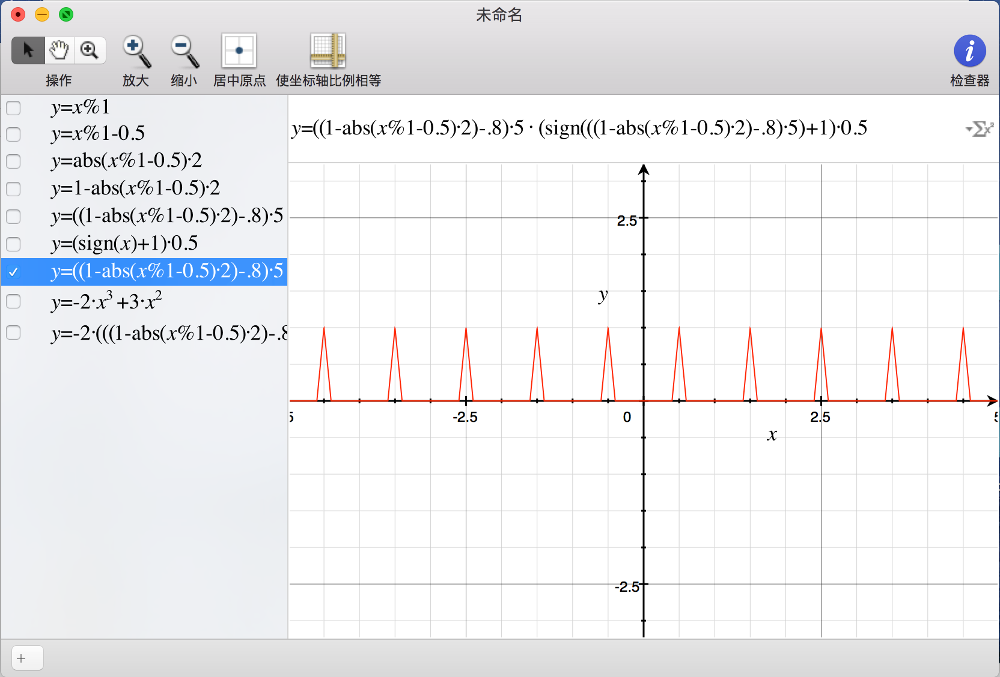 未命名
操作 放大 缩小 居中原点 使坐标轴比例相等 检查器
y=x%1
y=x%1-0.5
y=abs(x%1-0.5)·2
y=1-abs(x%1-0.5)·2
y=((1-abs(x%1-0.5)·2)-.8)·5
y=(sign(x)+1)·0.5
y=((1-abs(x%1-0.5)·2)-.8)·5
y=-2·x³+3·x²
y=-2·(((1-abs(x%1-0.5)·2)-.8
y=((1-abs(x%1-0.5)·2)-.8)·5·(sign(((1-abs(x%1-0.5)·2)-.8)·5)+1)·0.5
Σx²
2.5
y
5 -2.5 0 2.5 5
x
-2.5